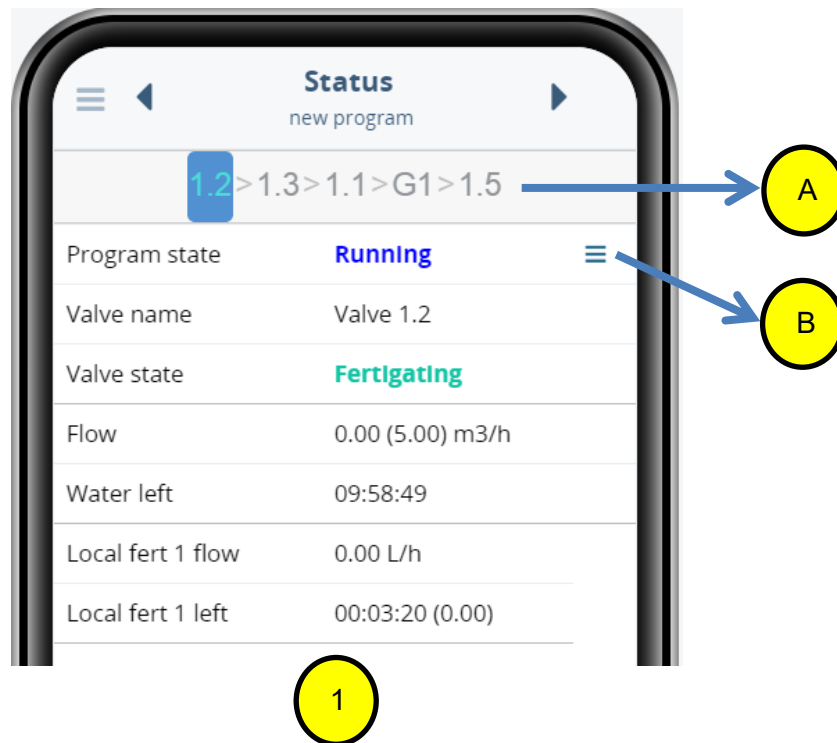 Status
new program
1.2>1.3>1.1>G1>1.5
A
Program state Running
B
Valve name Valve 1.2
Valve state Fertigating
Flow 0.00 (5.00) m3/h
Water left 09:58:49
Local fert 1 flow 0.00 L/h
Local fert 1 left 00:03:20 (0.00)
1